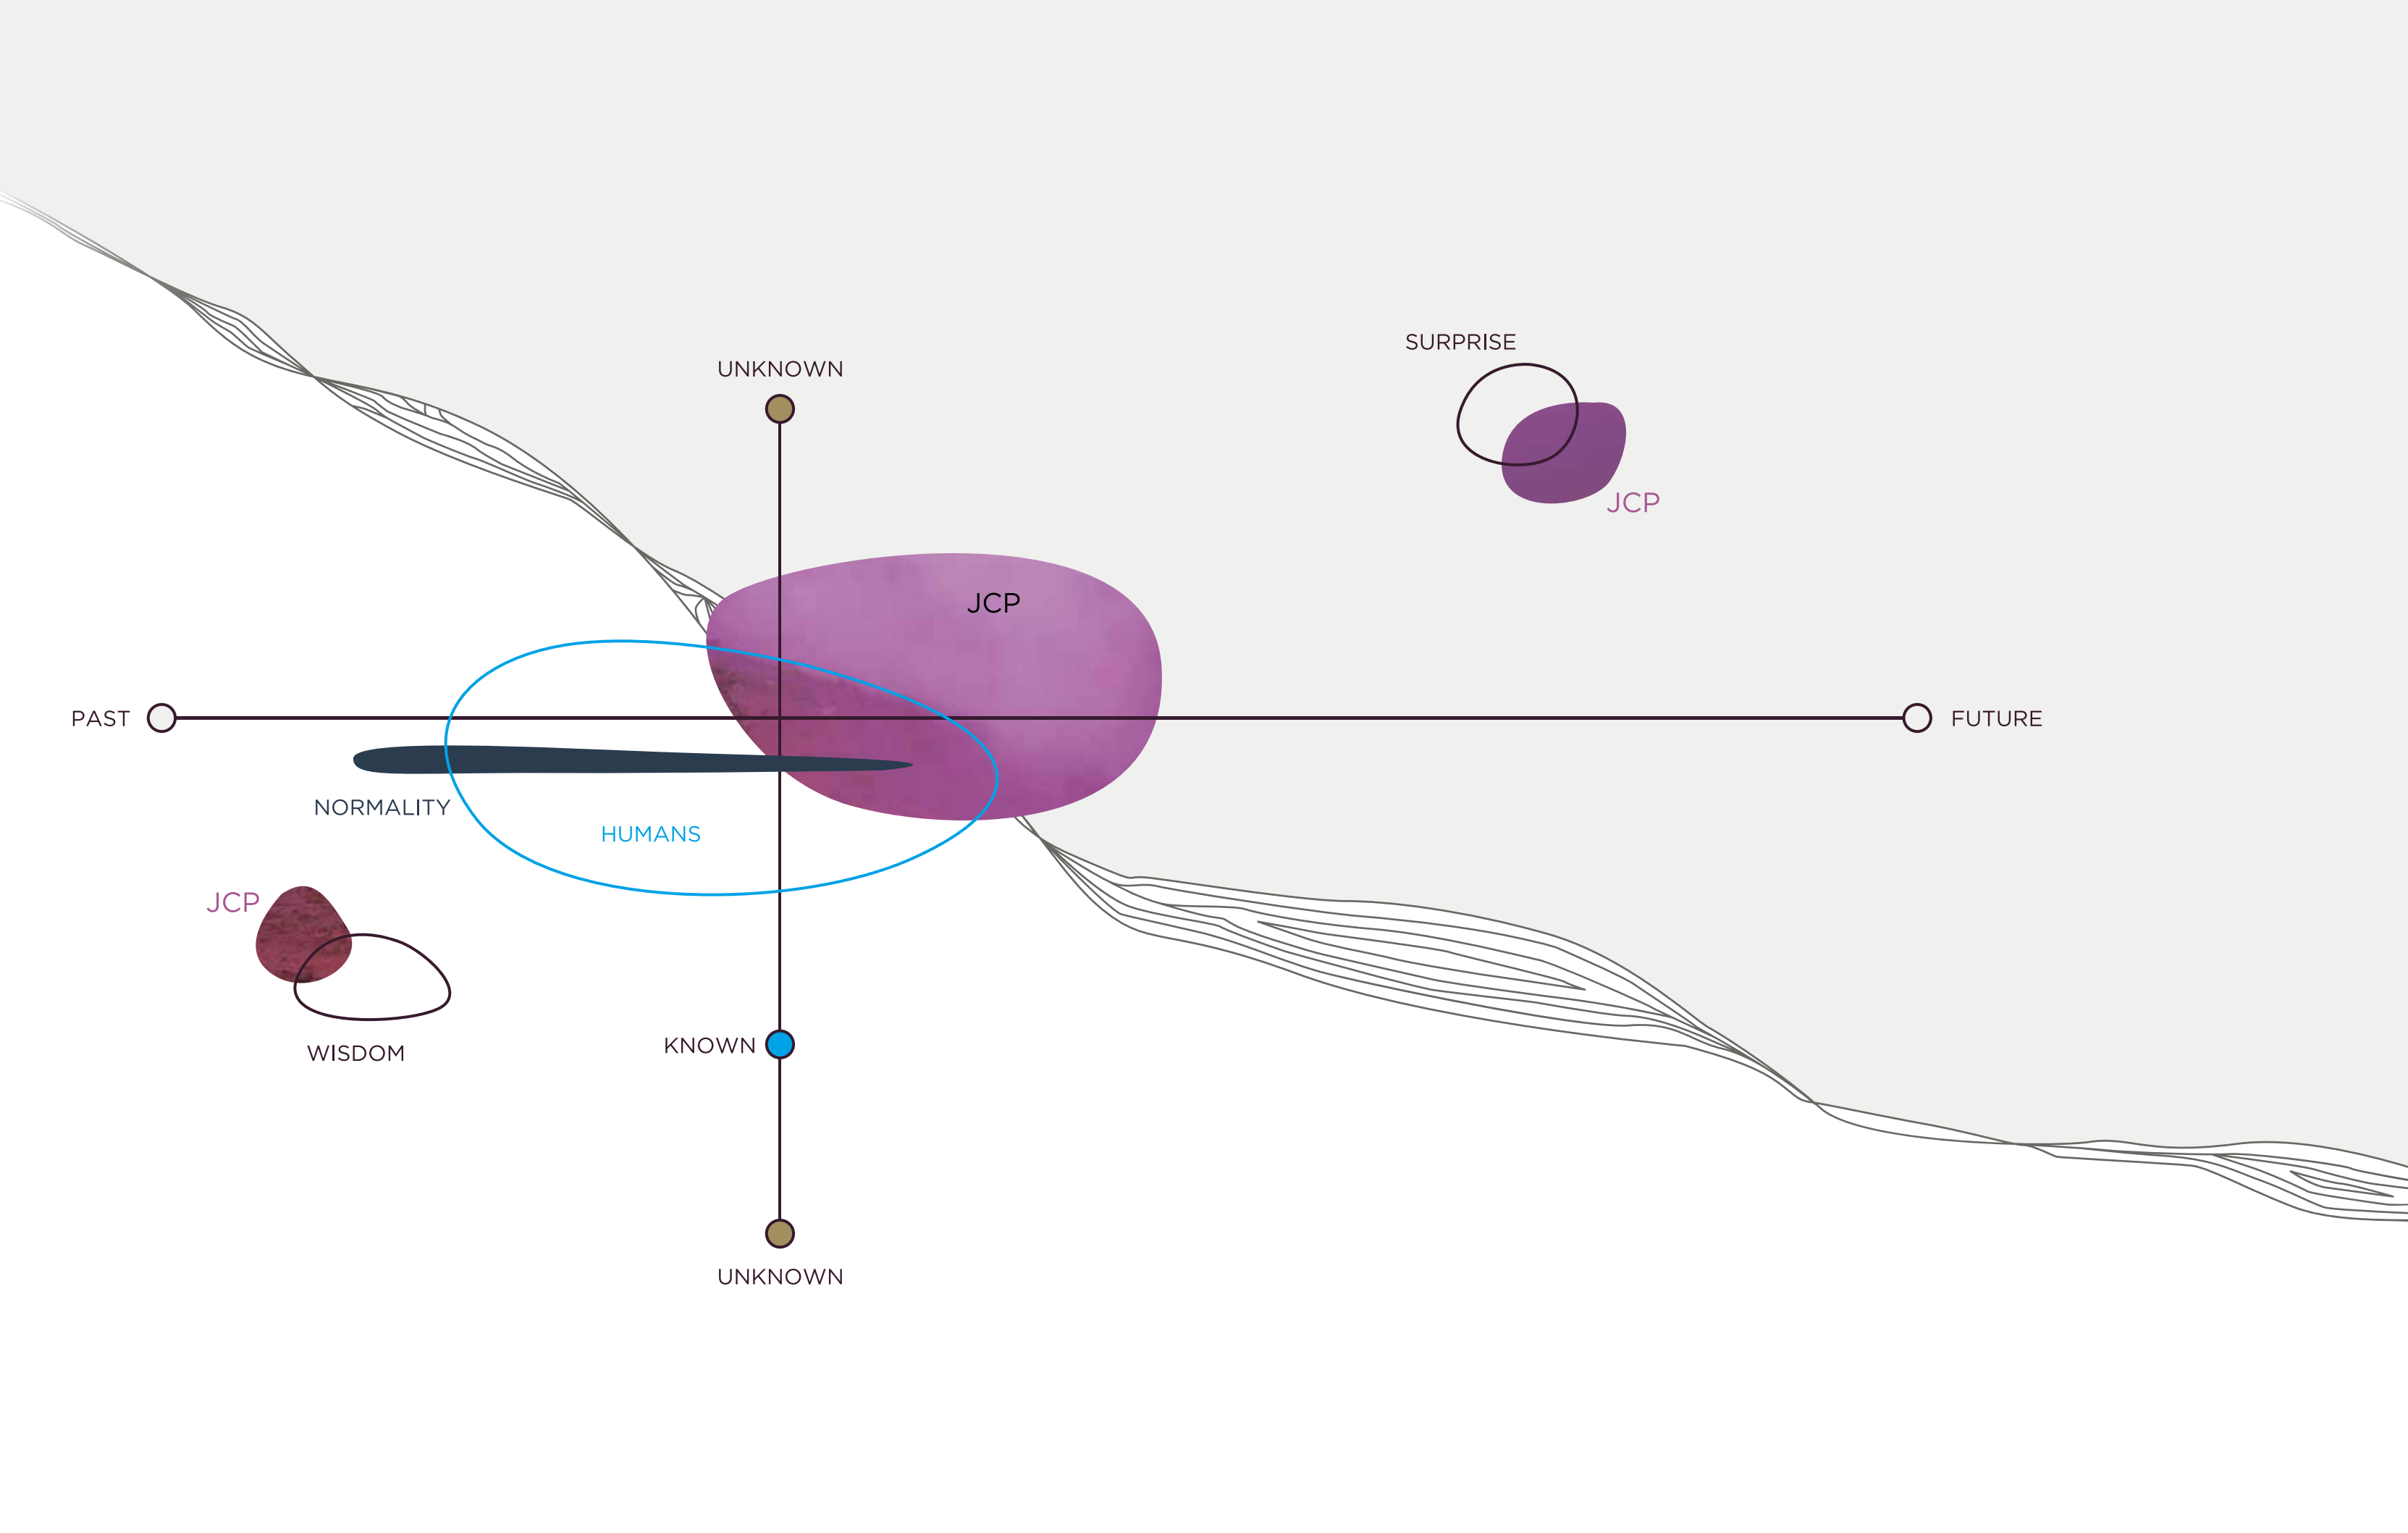 SURPRISE
UNKNOWN
JCP
JCP
PAST
FUTURE
NORMALITY
HUMANS
JCP
KNOWN
WISDOM
UNKNOWN